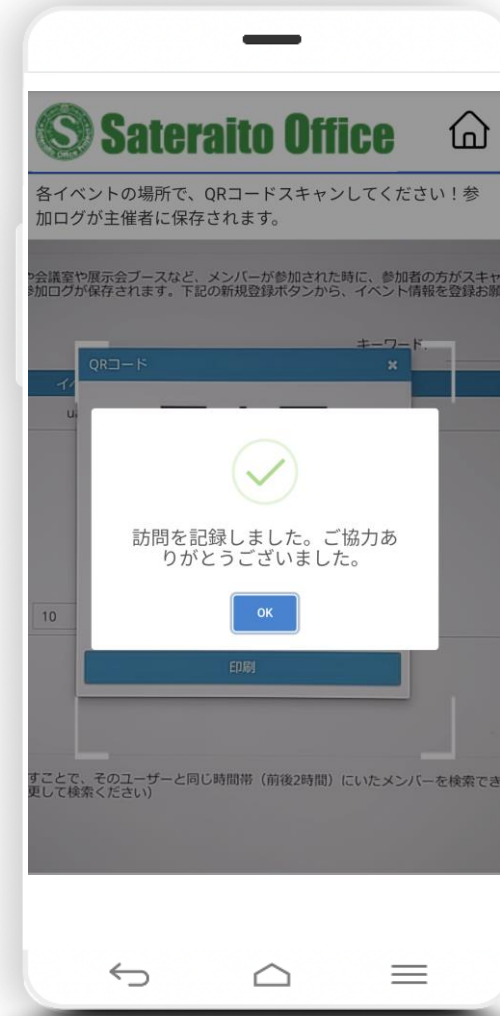 Sateraito Office
各イベントの場所で、QRコードスキャンしてください！参
加ログが主催者に保存されます。
会議室や展示会ブースなど、メンバーが参加された時に、参加者の方がスキャ
参加ログが保存されます。下記の新規登録ボタンから、イベント情報を登録お願
キーワード:
QRコード
×
イ
ua
訪問を記録しました。ご協力あ
りがとうございました。
OK
10
印刷
すことで、そのユーザーと同じ時間帯（前後2時間）にいたメンバーを検索でき
更して検索ください）